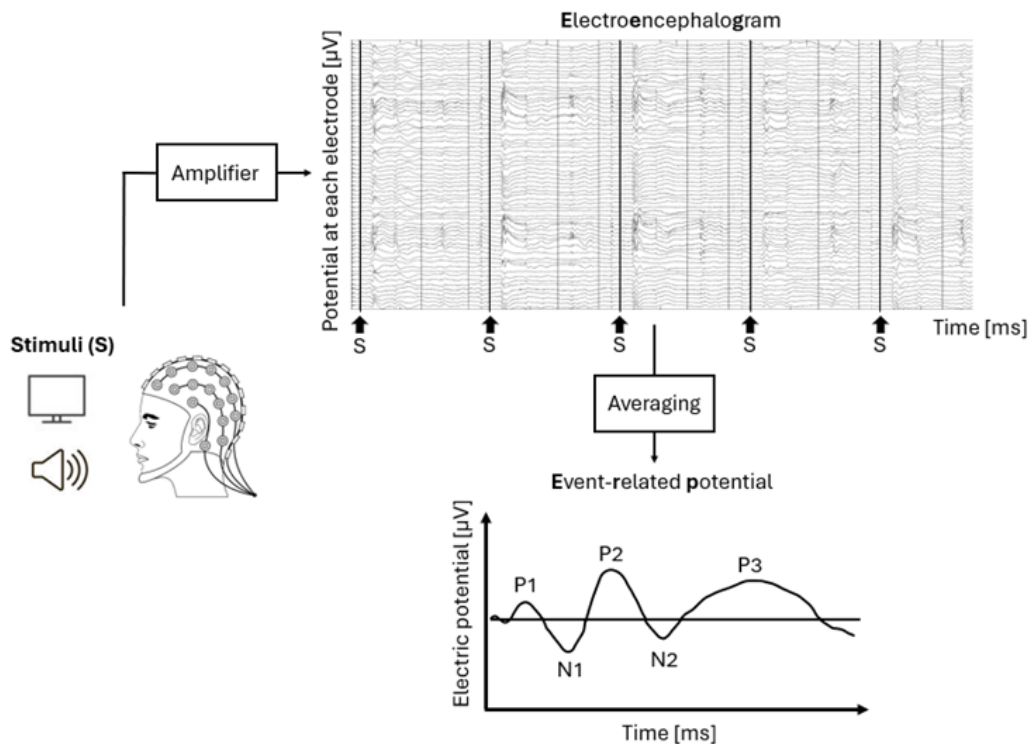 Electroencephalogram
Potential at each electrode [µV]
Amplifier
S
S
S
S
S
Time [ms]
Stimuli (S)
Averaging
Event-related potential
Electric potential [µV]
P1
N1
P2
N2
P3
Time [ms]